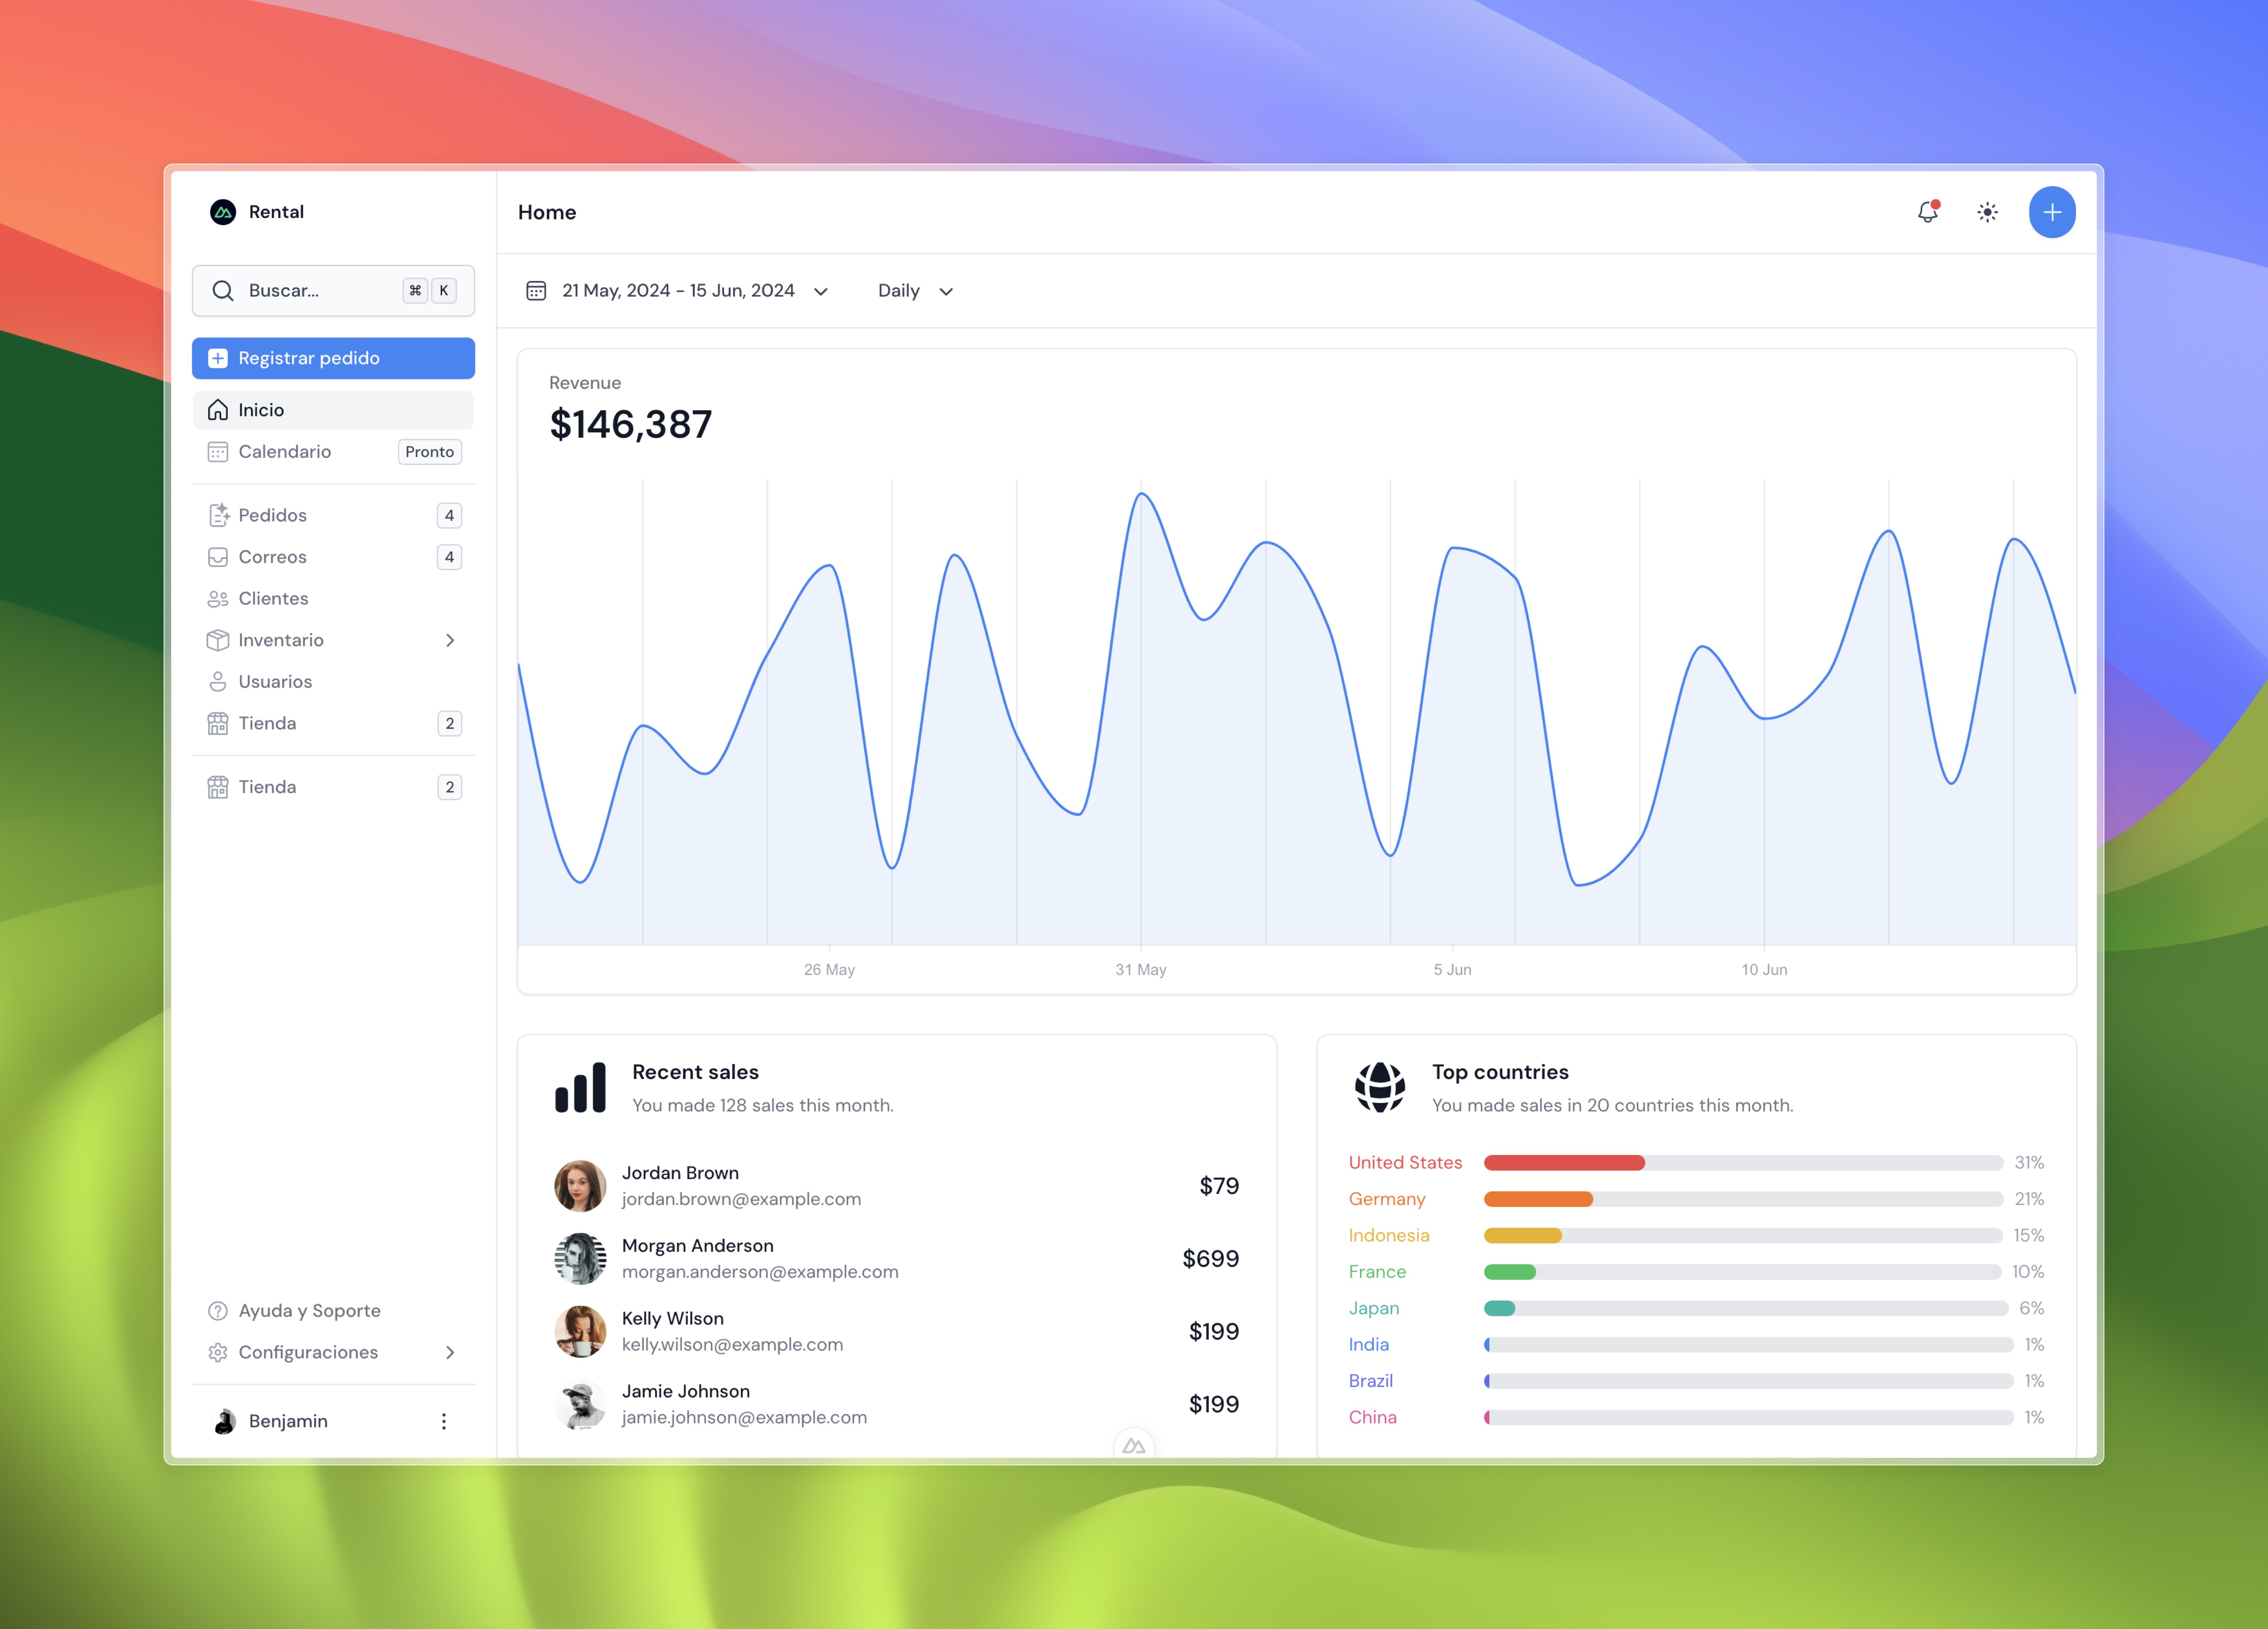 Rental
Buscar...
⌘ K
Registrar pedido
Inicio
Calendario Pronto
Pedidos 4
Correos 4
Clientes
Inventario
Usuarios
Tienda 2
Tienda 2
Ayuda y Soporte
Configuraciones
Benjamin
Home
21 May, 2024 - 15 Jun, 2024 Daily
Revenue
$146,387
26 May 31 May 5 Jun 10 Jun
Recent sales
You made 128 sales this month.
Jordan Brown
jordan.brown@example.com
$79
Morgan Anderson
morgan.anderson@example.com
$699
Kelly Wilson
kelly.wilson@example.com
$199
Jamie Johnson
jamie.johnson@example.com
$199
Top countries
You made sales in 20 countries this month.
United States 31%
Germany 21%
Indonesia 15%
France 10%
Japan 6%
India 1%
Brazil 1%
China 1%